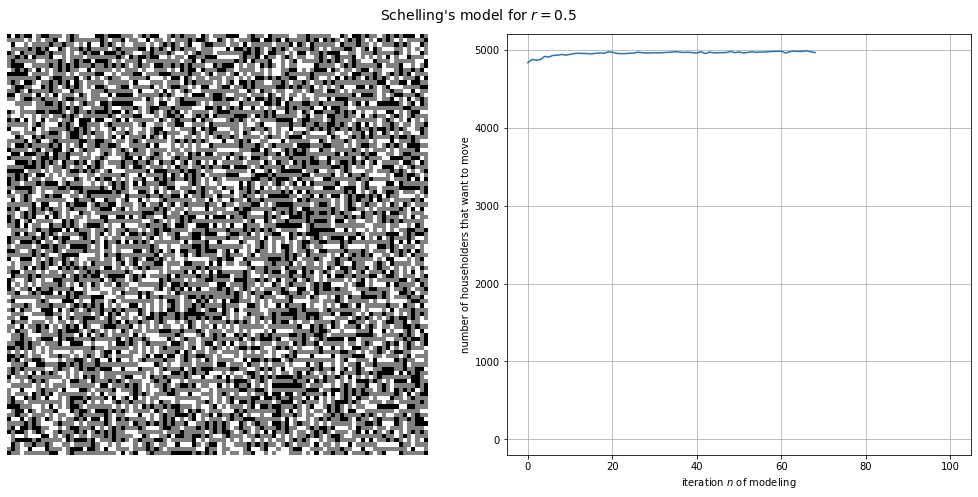 Schelling's model for r = 0.5
number of householders that want to move
5000
4000
3000
2000
1000
0
0 20 40 60 80 100
iteration n of modeling